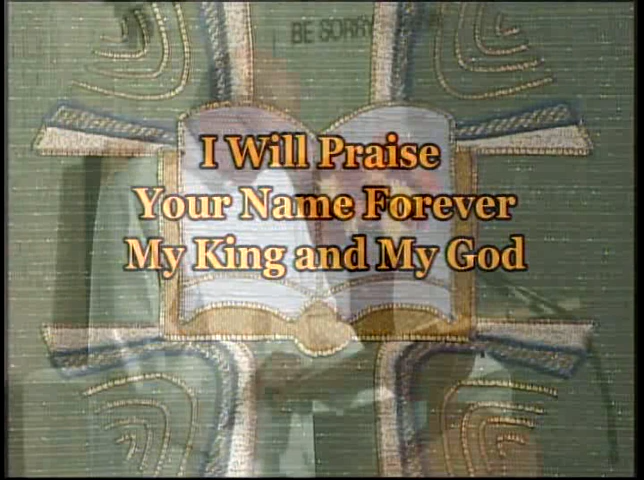 BE SORRY
I Will Praise
Your Name Forever
My King and My God